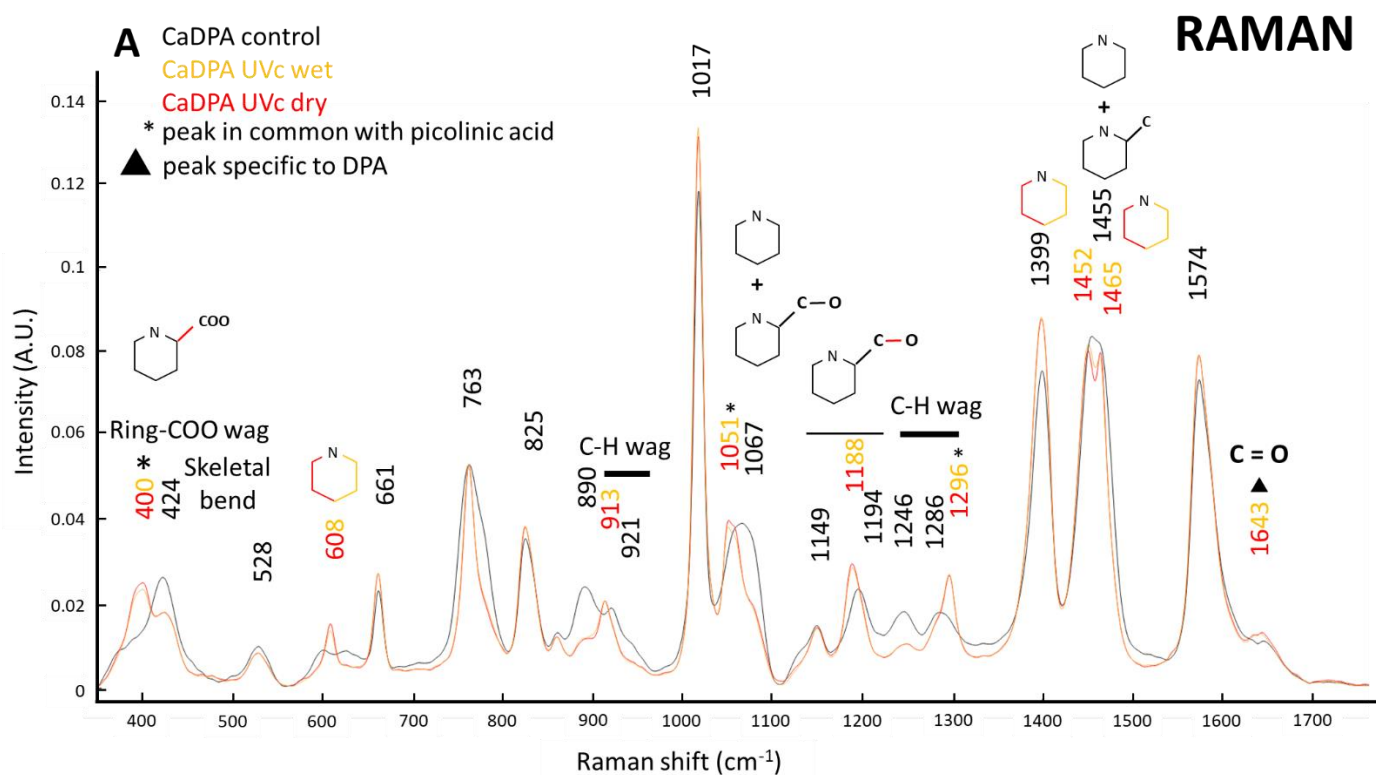 RAMAN
A
CaDPA control
CaDPA UVc wet
CaDPA UVc dry
* peak in common with picolinic acid
▲ peak specific to DPA
Intensity (A.U.)
0.14
0.12
0.1
0.08
0.06
0.04
0.02
0
N
COO
Ring-COO wag
*
400
424
Skeletal
bend
528
N
608
661
763
825
C-H wag
890
913
921
1017
N
+
N
C–O
1051*
1067
N
C–O
1149
1188
1194
C-H wag
1246
1286
1296*
N
1399
N
+
N
C
1452
1455
1465
N
1574
C = O
▲
1643
400
500
600
700
800
900
1000
1100
1200
1300
1400
1500
1600
1700
Raman shift (cm⁻¹)